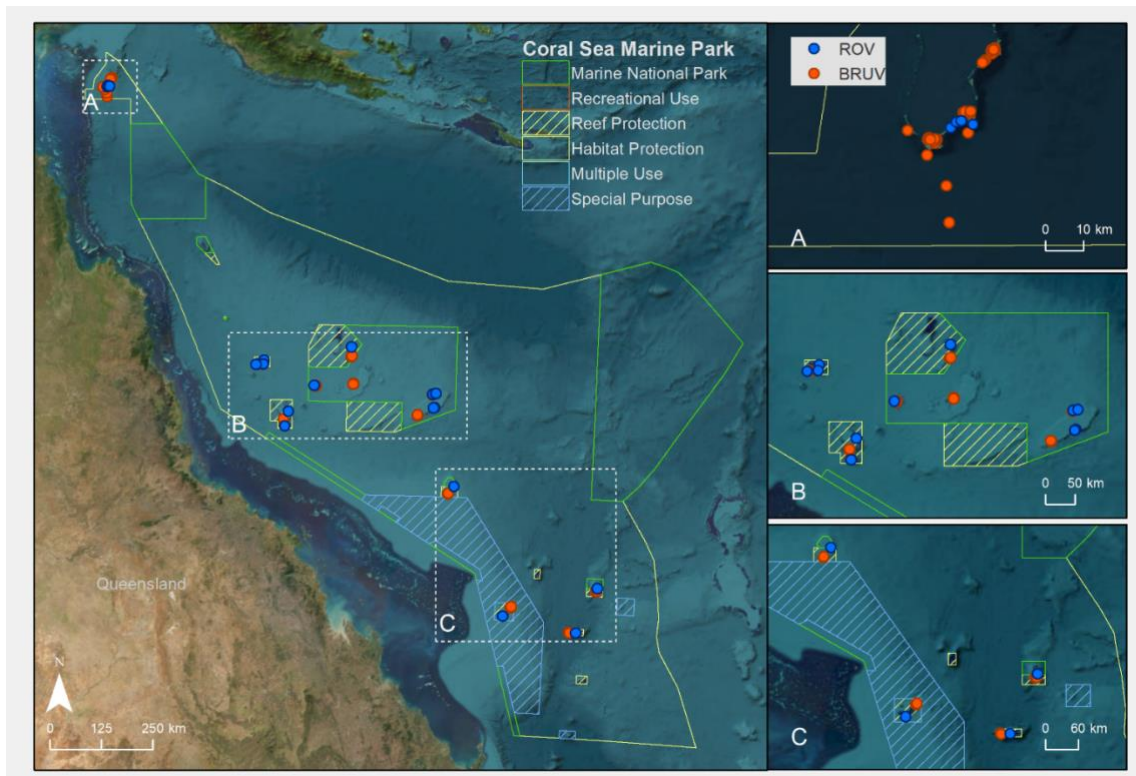 Coral Sea Marine Park
Marine National Park
Recreational Use
Reef Protection
Habitat Protection
Multiple Use
Special Purpose
A
B
C
Queensland
N
0 125 250 km
ROV
BRUV
A
0 10 km
B
0 50 km
C
0 60 km